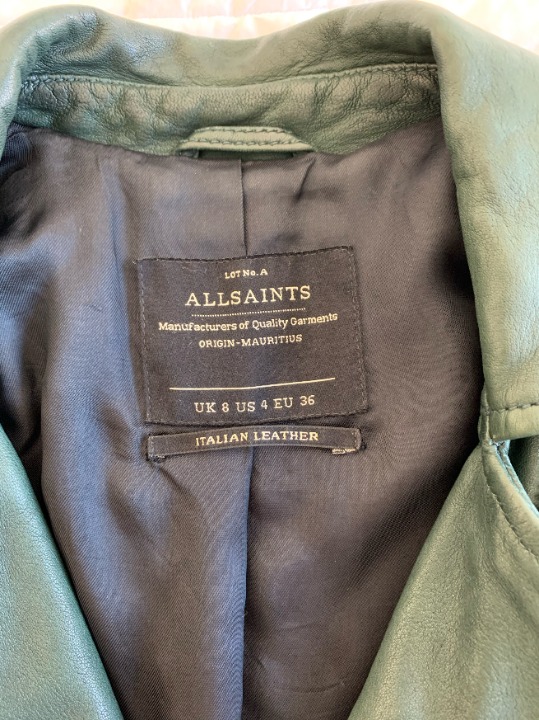 LOT No. A
ALLSAINTS
Manufacturers of Quality Garments
ORIGIN-MAURITIUS
UK 8 US 4 EU 36
ITALIAN LEATHER